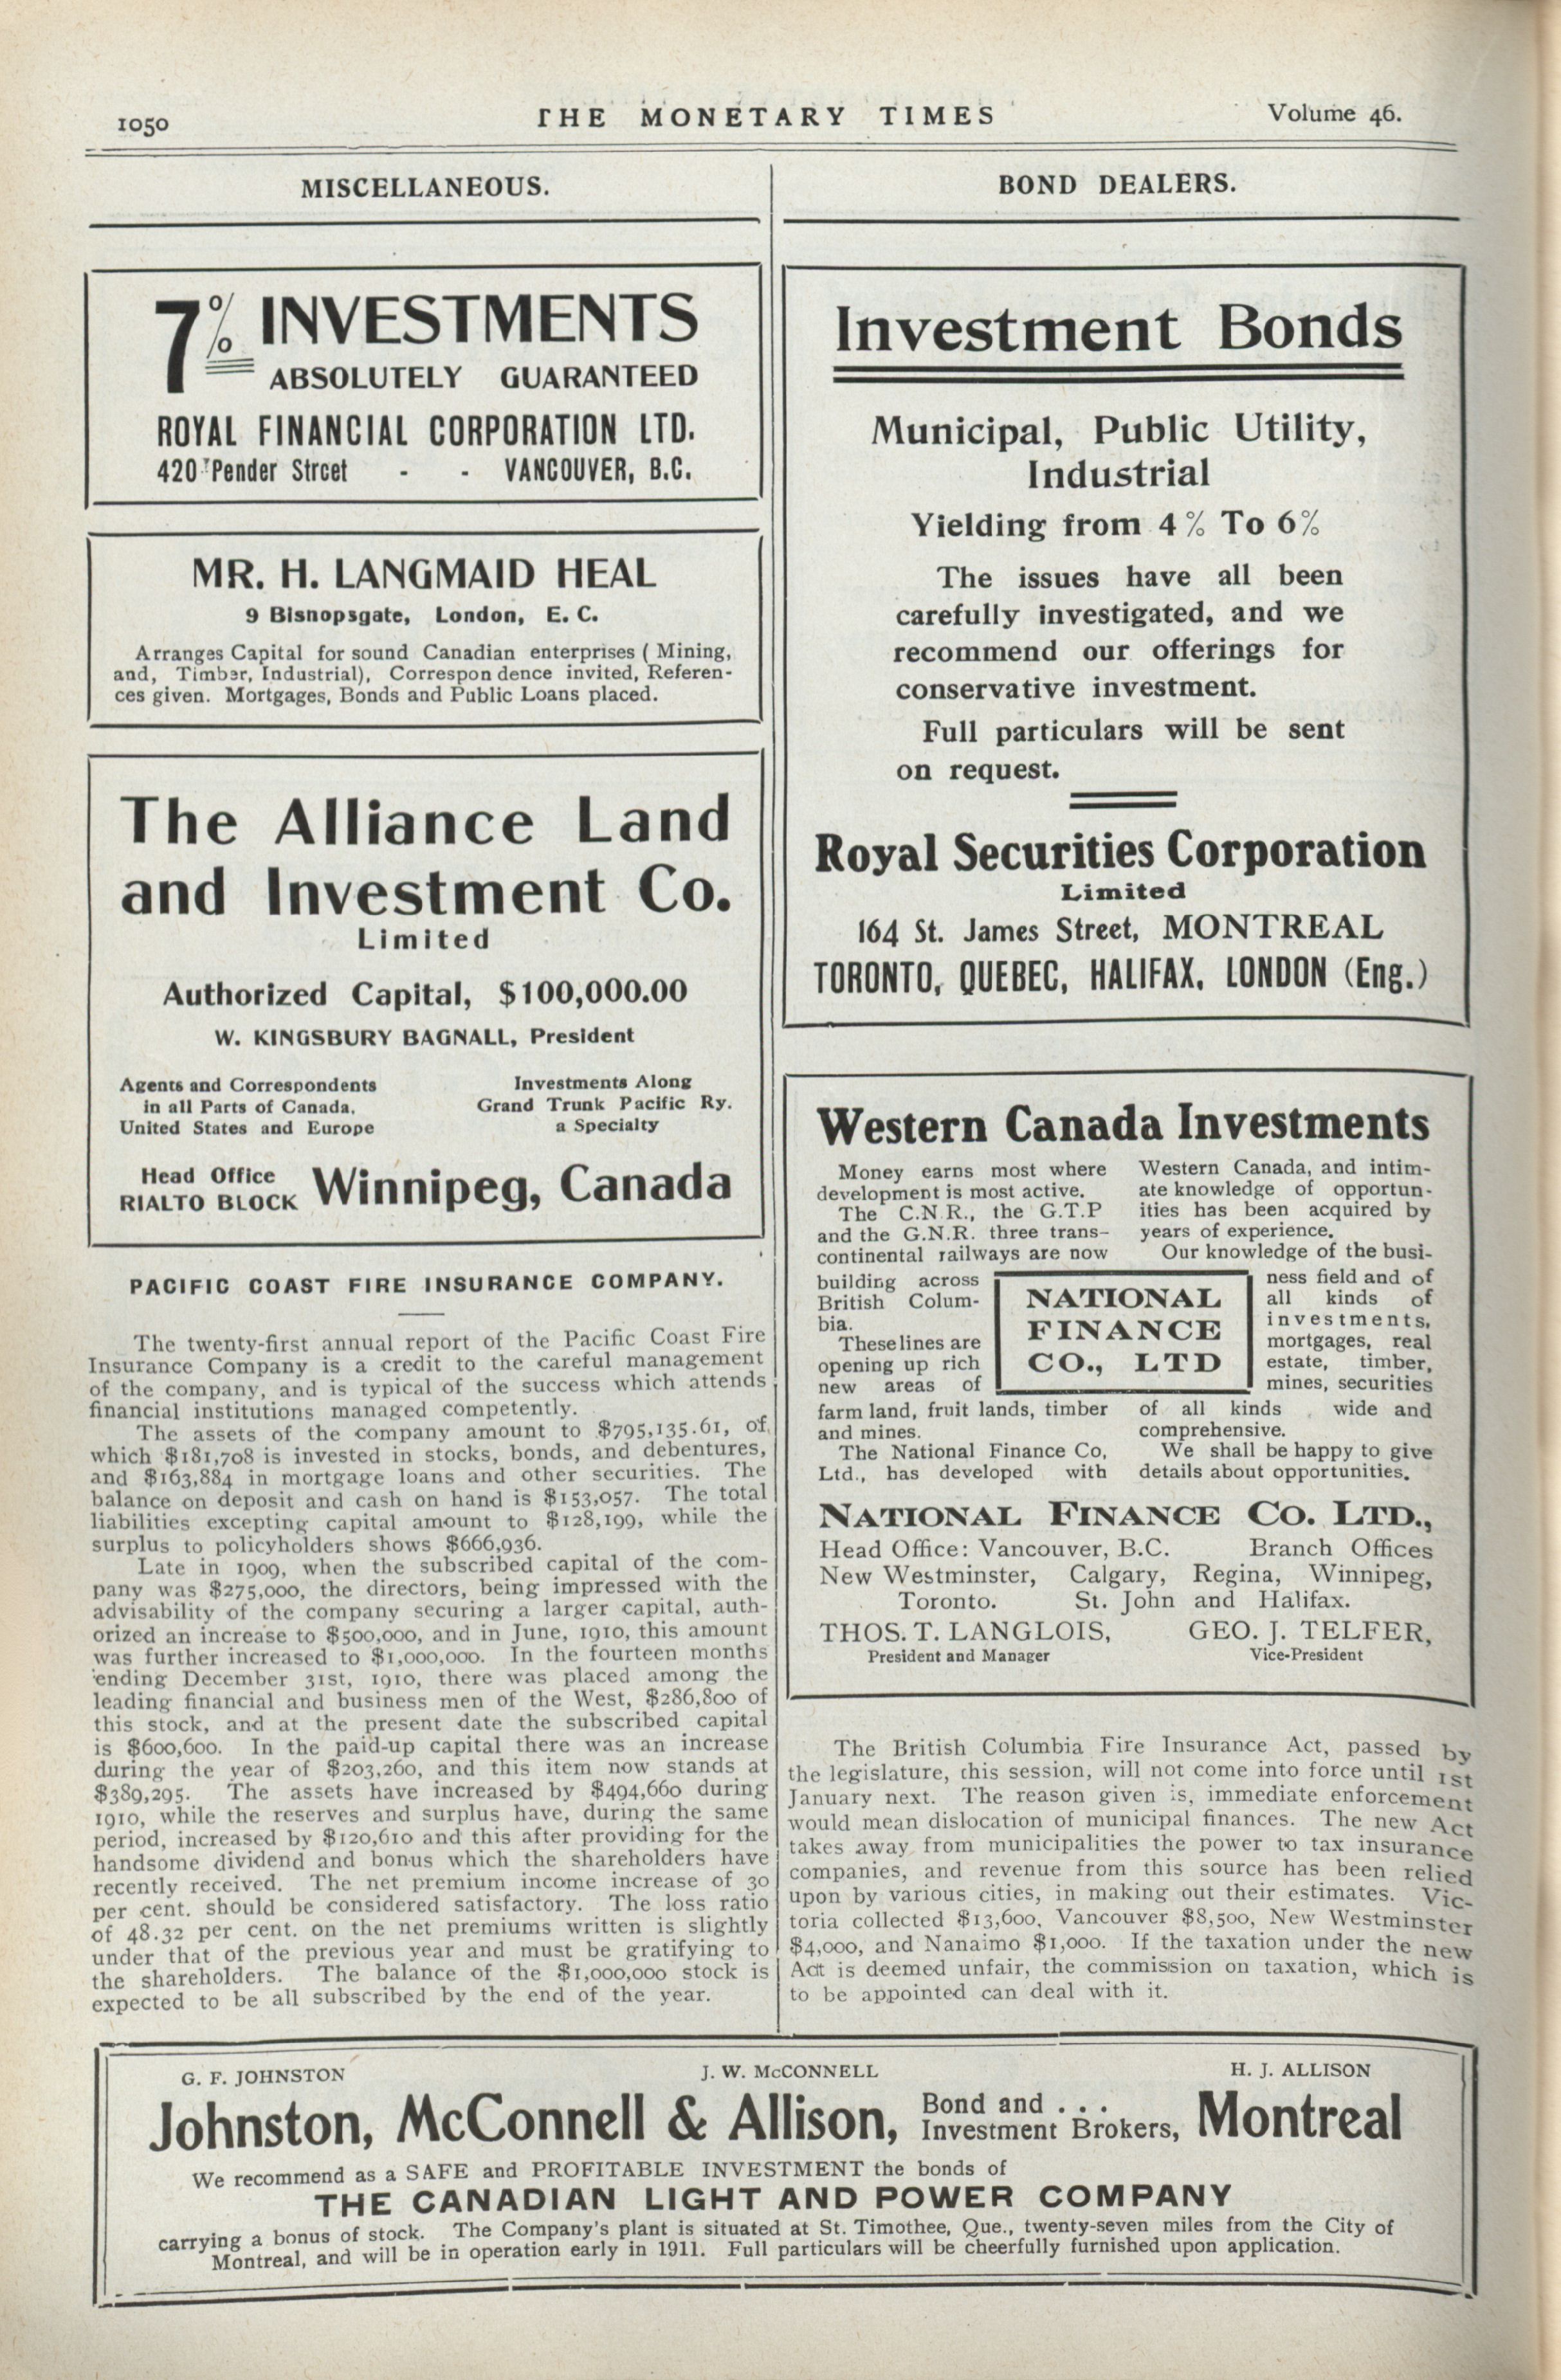 1050
THE MONETARY TIMES
Volume 46.
MISCELLANEOUS.
7% INVESTMENTS
ABSOLUTELY GUARANTEED
ROYAL FINANCIAL CORPORATION LTD.
420 Pender Street - - VANCOUVER, B.C.
MR. H. LANGMAID HEAL
9 Bisnopsgate, London, E. C.
Arranges Capital for sound Canadian enterprises ( Mining,
and, Timber, Industrial), Correspon dence invited, Referen-
ces given. Mortgages, Bonds and Public Loans placed.
The Alliance Land
and Investment Co.
Limited
Authorized Capital, $100,000.00
W. KINGSBURY BAGNALL, President
Agents and Correspondents
in all Parts of Canada,
United States and Europe
Investments Along
Grand Trunk Pacific Ry.
a Specialty
Head Office
RIALTO BLOCK
Winnipeg, Canada
PACIFIC COAST FIRE INSURANCE COMPANY.
The twenty-first annual report of the Pacific Coast Fire
Insurance Company is a credit to the careful management
of the company, and is typical of the success which attends
financial institutions managed competently.
The assets of the company amount to $795,135.61, of
which $181,708 is invested in stocks, bonds, and debentures,
and $163,884 in mortgage loans and other securities. The
balance on deposit and cash on hand is $153,057. The total
liabilities excepting capital amount to $128,199, while the
surplus to policyholders shows $666,936.
Late in 1909, when the subscribed capital of the com-
pany was $275,000, the directors, being impressed with the
advisability of the company securing a larger capital, auth-
orized an increase to $500,000, and in June, 1910, this amount
was further increased to $1,000,000. In the fourteen months
ending December 31st, 1910, there was placed among the
leading financial and business men of the West, $286,800 of
this stock, and at the present date the subscribed capital
is $600,600. In the paid-up capital there was an increase
during the year of $203,260, and this item now stands at
$389,295. The assets have increased by $494,660 during
1910, while the reserves and surplus have, during the same
period, increased by $120,610 and this after providing for the
handsome dividend and bonus which the shareholders have
recently received. The net premium income increase of 30
per cent. should be considered satisfactory. The loss ratio
of 48.32 per cent. on the net premiums written is slightly
under that of the previous year and must be gratifying to
the shareholders. The balance of the $1,000,000 stock is
expected to be all subscribed by the end of the year.
BOND DEALERS.
Investment Bonds
Municipal, Public Utility,
Industrial
Yielding from 4% To 6%
The issues have all been
carefully investigated, and we
recommend our offerings for
conservative investment.
Full particulars will be sent
on request.
Royal Securities Corporation
Limited
164 St. James Street, MONTREAL
TORONTO, QUEBEC, HALIFAX, LONDON (Eng.)
Western Canada Investments
Money earns most where
development is most active.
The C.N.R., the G.T.P
and the G.N.R. three trans-
continental railways are now
building across
British Colum-
bia.
These lines are
opening up rich
new areas of
farm land, fruit lands, timber
and mines.
The National Finance Co,
Ltd., has developed with
NATIONAL
FINANCE
CO., LTD
Western Canada, and intim-
ate knowledge of opportun-
ities has been acquired by
years of experience.
Our knowledge of the busi-
ness field and of
all kinds of
investments,
mortgages, real
estate, timber,
mines, securities
of all kinds wide and
comprehensive.
We shall be happy to give
details about opportunities.
NATIONAL FINANCE CO. LTD.,
Head Office: Vancouver, B.C. Branch Offices
New Westminster, Calgary, Regina, Winnipeg,
Toronto. St. John and Halifax.
THOS. T. LANGLOIS, GEO. J. TELFER,
President and Manager Vice-President
The British Columbia Fire Insurance Act, passed by
the legislature, this session, will not come into force until 1st
January next. The reason given is, immediate enforcement
would mean dislocation of municipal finances. The new Act
takes away from municipalities the power to tax insurance
companies, and revenue from this source has been relied
upon by various cities, in making out their estimates. Vic-
toria collected $13,600, Vancouver $8,500, New Westminster
$4,000, and Nanaimo $1,000. If the taxation under the new
Act is deemed unfair, the commission on taxation, which is
to be appointed can deal with it.
G. F. JOHNSTON J. W. McCONNELL H. J. ALLISON
Johnston, McConnell & Allison, Bond and . . . Investment Brokers, Montreal
We recommend as a SAFE and PROFITABLE INVESTMENT the bonds of
THE CANADIAN LIGHT AND POWER COMPANY
carrying a bonus of stock. The Company's plant is situated at St. Timothee, Que., twenty-seven miles from the City of
Montreal, and will be in operation early in 1911. Full particulars will be cheerfully furnished upon application.